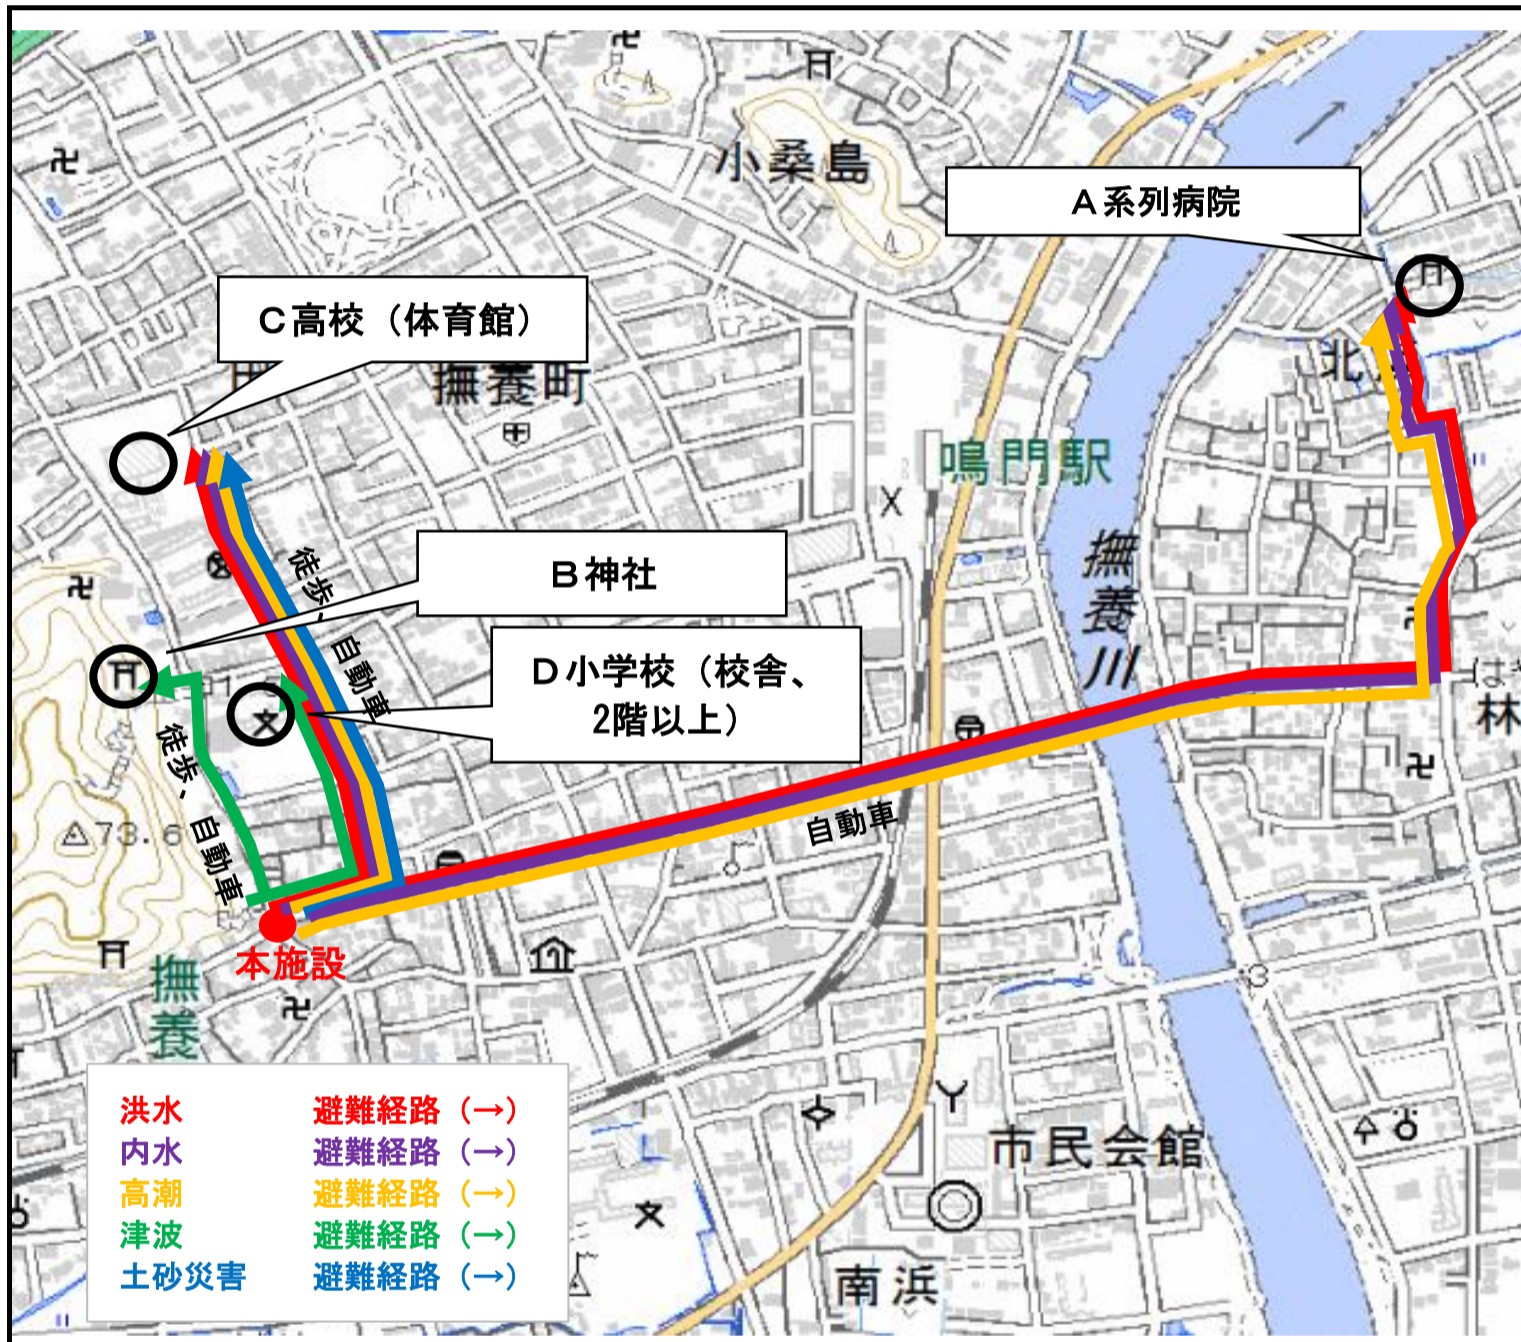 小桑島
A系列病院
C高校（体育館）
撫養町
鳴門駅
B神社
徒歩、自動車
D小学校（校舎、
2階以上）
撫養川
徒歩、自動車
73.6
自動車
林
本施設
撫養
洪水 避難経路（→）
内水 避難経路（→）
高潮 避難経路（→）
津波 避難経路（→）
土砂災害 避難経路（→）
市民会館
南浜